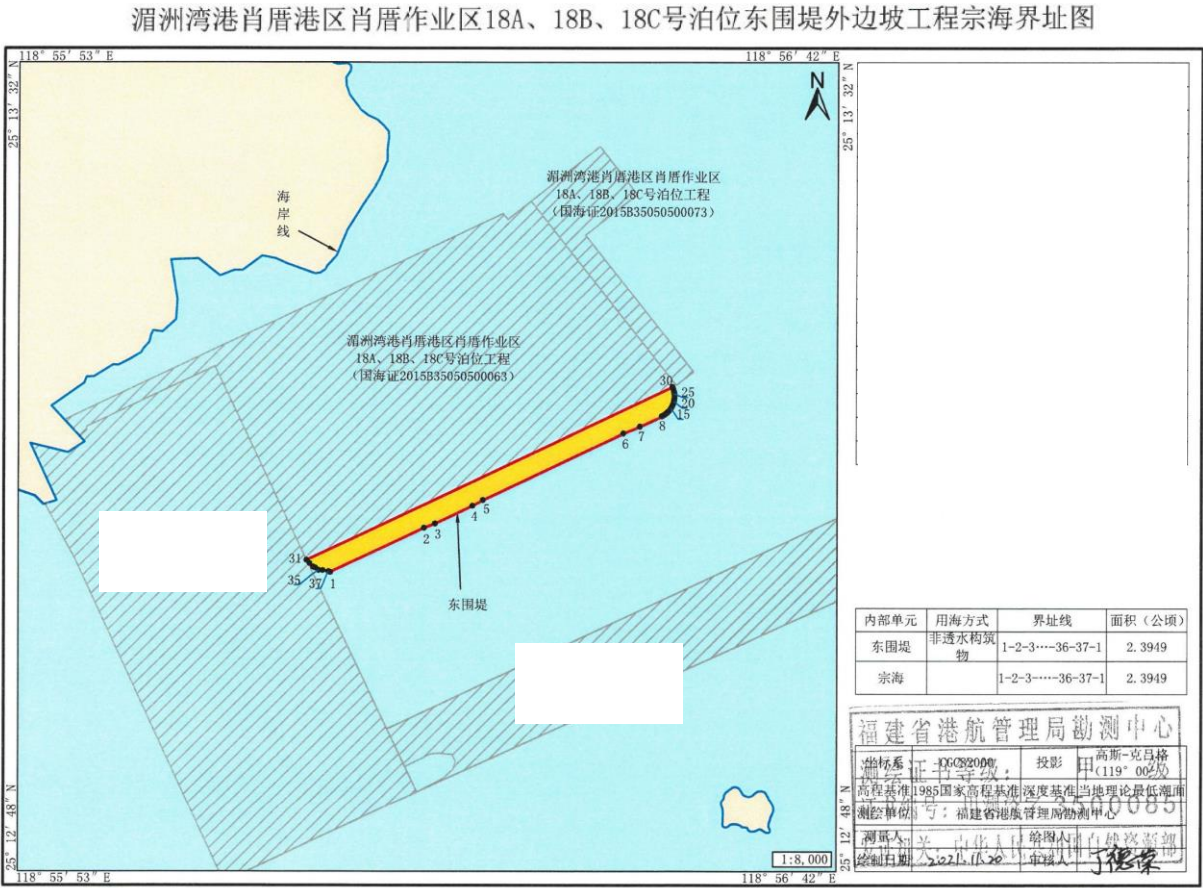 湄洲湾港肖厝港区肖厝作业区18A、18B、18C号泊位东围堤外边坡工程宗海界址图
118° 55′ 53″ E
118° 56′ 42″ E
25° 13′ 32″ N
25° 13′ 32″ N
N
湄洲湾港肖厝港区肖厝作业区
18A、18B、18C号泊位工程
（国海证2015B35050500073）
海岸线
湄洲湾港肖厝港区肖厝作业区
18A、18B、18C号泊位工程
（国海证2015B35050500063）
30
25
20
15
8
7
6
5
4
3
2
31
35
37
1
东围堤
内部单元 用海方式 界址线 面积（公顷）
东围堤 非透水构筑物 1-2-3…-36-37-1 2.3949
宗海 1-2-3-…-36-37-1 2.3949
福建省港航管理局勘测中心
坐标系 CGCS2000 投影 高斯-克吕格（119° 00′）
测绘证书等级： 甲级
高程基准 1985国家高程基准 深度基准 当地理论最低潮面
3500085
测绘单位 福建省港航管理局勘测中心
测量人 绘图人
绘制日期 2021.11.20 审核人 丁德荣
1:8,000
25° 12′ 48″ N
25° 12′ 48″ N
118° 55′ 53″ E
118° 56′ 42″ E